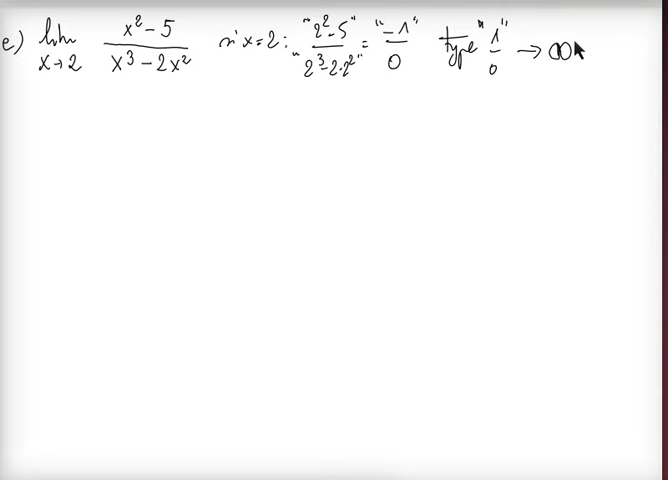 e) lim x→2 (x² - 5)/(x³ - 2x²) si x=2: "2² - 5"/"2³ - 2·2²" = "-1"/0 type "1"/0 → ∞